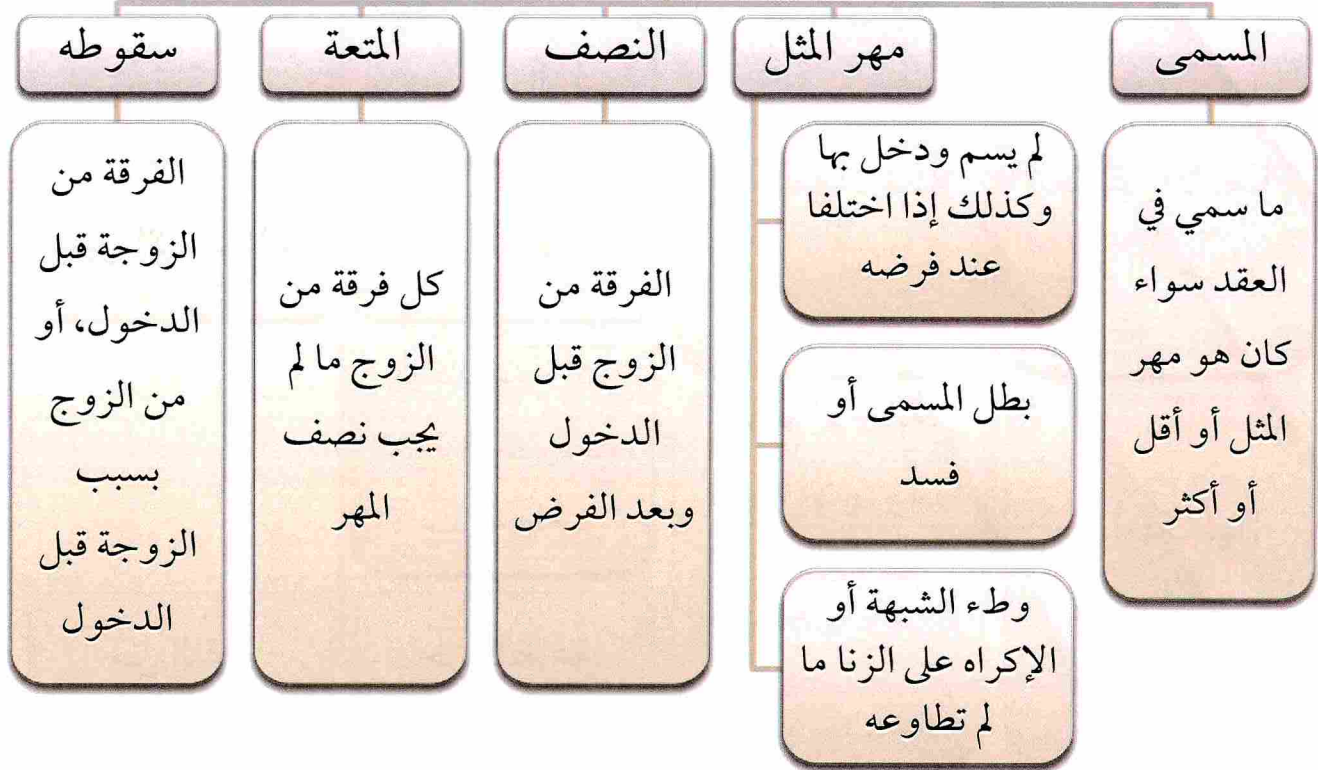 المسمى
ما سمي في
العقد سواء
كان هو مهر
المثل أو أقل
أو أكثر
مهر المثل
لم يسم ودخل بها
وكذلك إذا اختلفا
عند فرضه
بطل المسمى أو
فسد
وطء الشبهة أو
الإكراه على الزنا ما
لم تطاوعه
النصف
الفرقة من
الزوج قبل
الدخول
وبعد الفرض
المتعة
كل فرقة من
الزوج ما لم
يجب نصف
المهر
سقوطه
الفرقة من
الزوجة قبل
الدخول، أو
من الزوج
بسبب
الزوجة قبل
الدخول